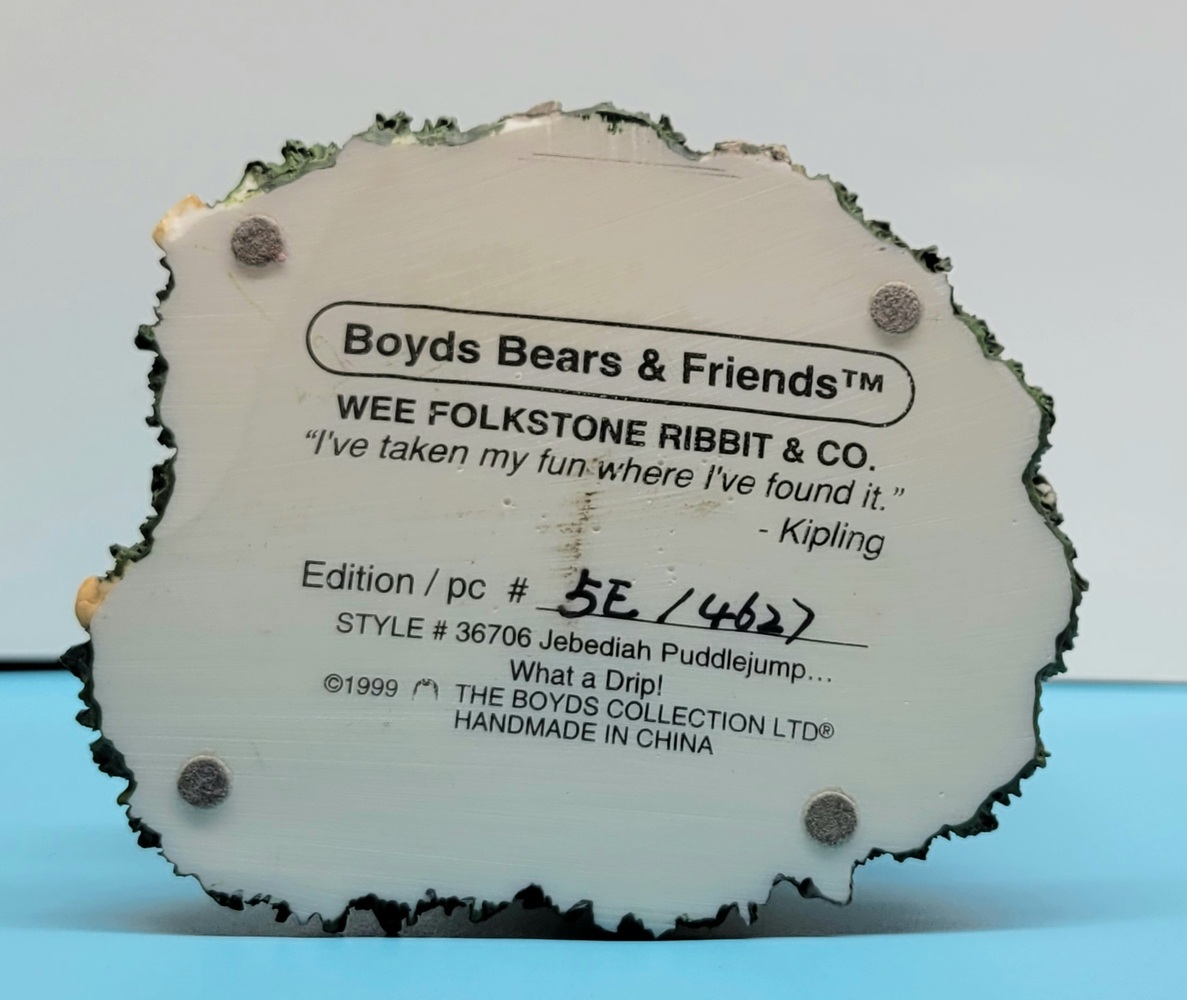 Boyds Bears & Friends™
WEE FOLKSTONE RIBBIT & CO.
“I've taken my fun where I've found it.”
- Kipling
Edition / pc # 5E / 4627
STYLE # 36706 Jebediah Puddlejump...
What a Drip!
©1999 THE BOYDS COLLECTION LTD®
HANDMADE IN CHINA